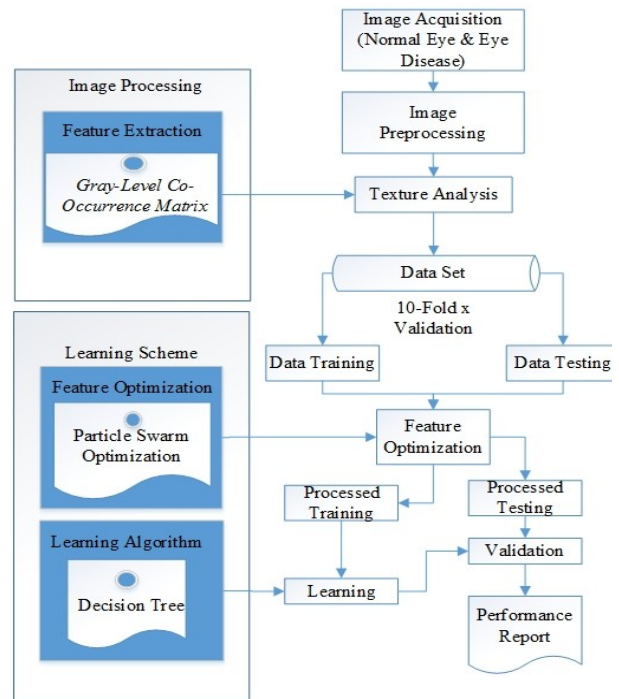 Image Acquisition
(Normal Eye & Eye
Disease)
Image Processing
Feature Extraction
Gray-Level Co-
Occurrence Matrix
Image
Preprocessing
Texture Analysis
Data Set
10-Fold x
Validation
Data Training
Data Testing
Learning Scheme
Feature Optimization
Particle Swarm
Optimization
Feature
Optimization
Processed
Training
Processed
Testing
Learning Algorithm
Decision Tree
Learning
Validation
Performance
Report